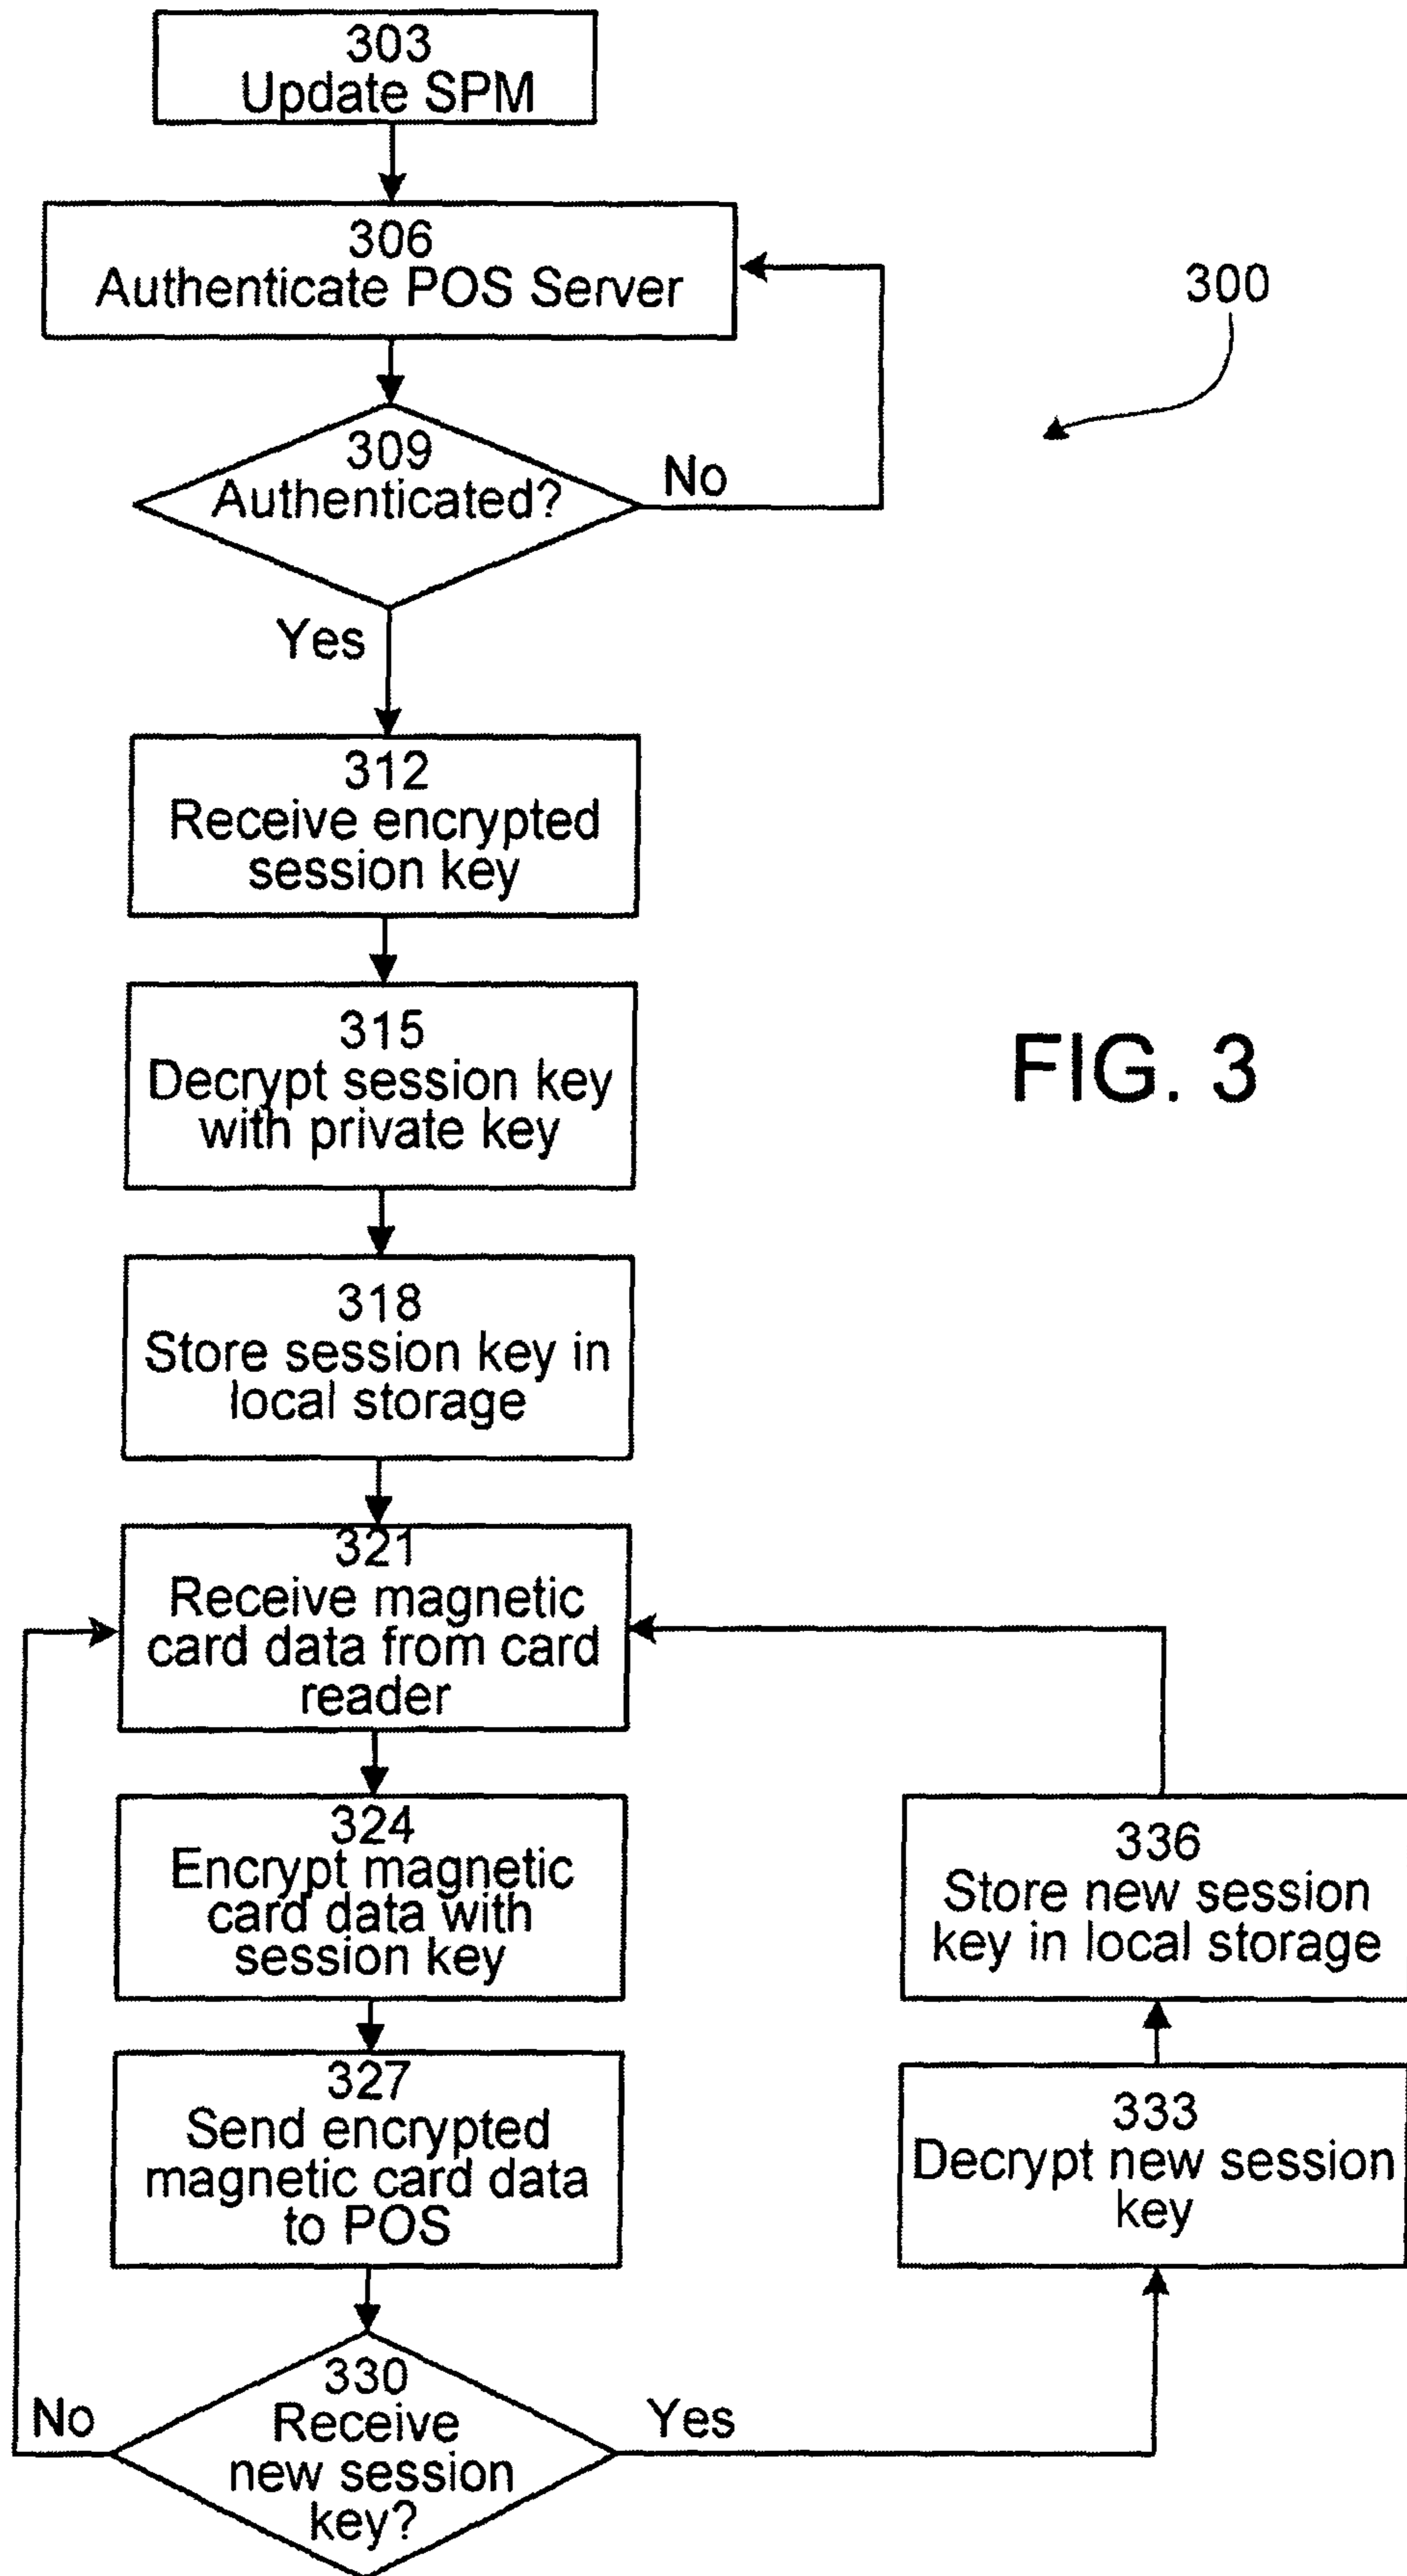 303
Update SPM
306
Authenticate POS Server
300
309
Authenticated?
No
Yes
312
Receive encrypted
session key
315
Decrypt session key
with private key
FIG. 3
318
Store session key in
local storage
321
Receive magnetic
card data from card
reader
324
Encrypt magnetic
card data with
session key
336
Store new session
key in local storage
327
Send encrypted
magnetic card data
to POS
333
Decrypt new session
key
330
Receive
new session
key?
No
Yes